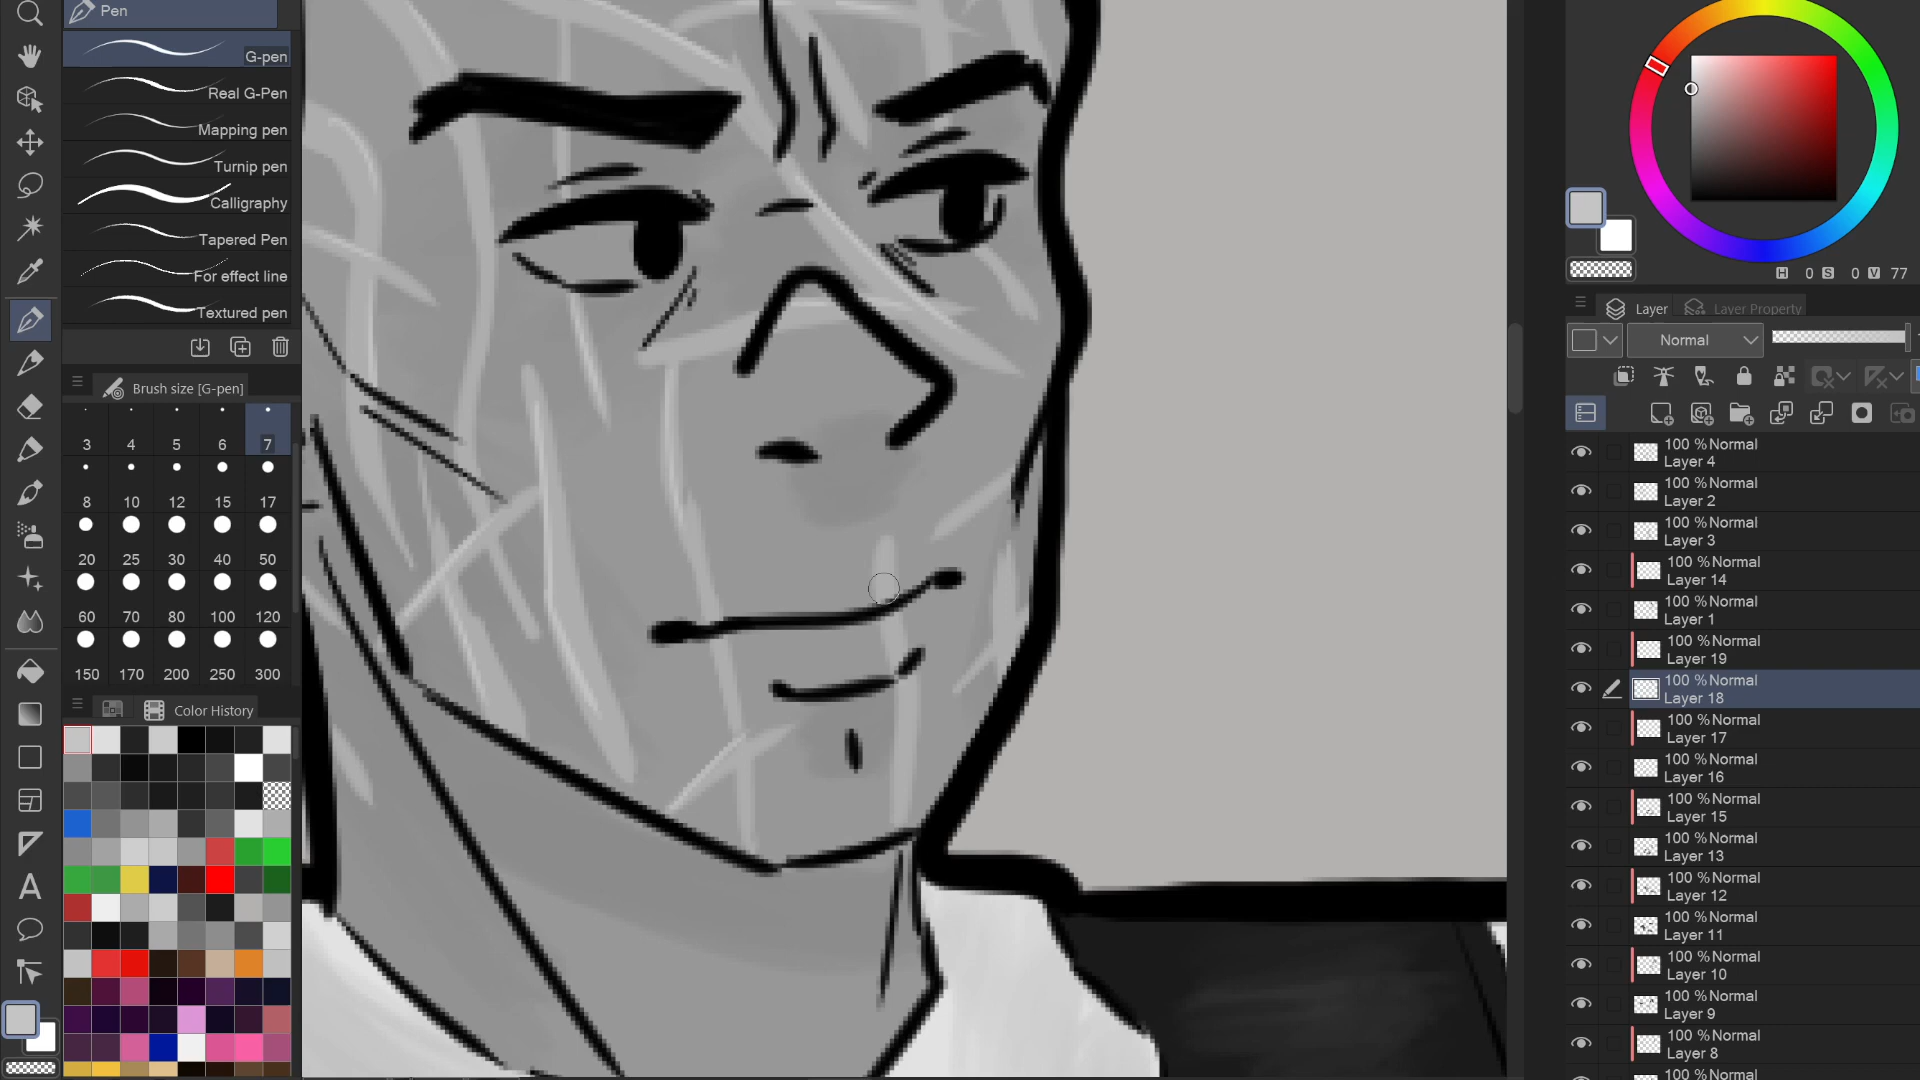 Pen
G-pen
Real G-Pen
Mapping pen
Turnip pen
Calligraphy
Tapered Pen
For effect line
Textured pen
Brush size [G-pen]
3 4 5 6 7
8 10 12 15 17
20 25 30 40 50
60 70 80 100 120
150 170 200 250 300
Color History
H 0 S 0 V 77
Layer
Layer Property
Normal
100 %Normal
Layer 4
100 %Normal
Layer 2
100 %Normal
Layer 3
100 %Normal
Layer 14
100 %Normal
Layer 1
100 %Normal
Layer 19
100 %Normal
Layer 18
100 %Normal
Layer 17
100 %Normal
Layer 16
100 %Normal
Layer 15
100 %Normal
Layer 13
100 %Normal
Layer 12
100 %Normal
Layer 11
100 %Normal
Layer 10
100 %Normal
Layer 9
100 %Normal
Layer 8
100 %Normal